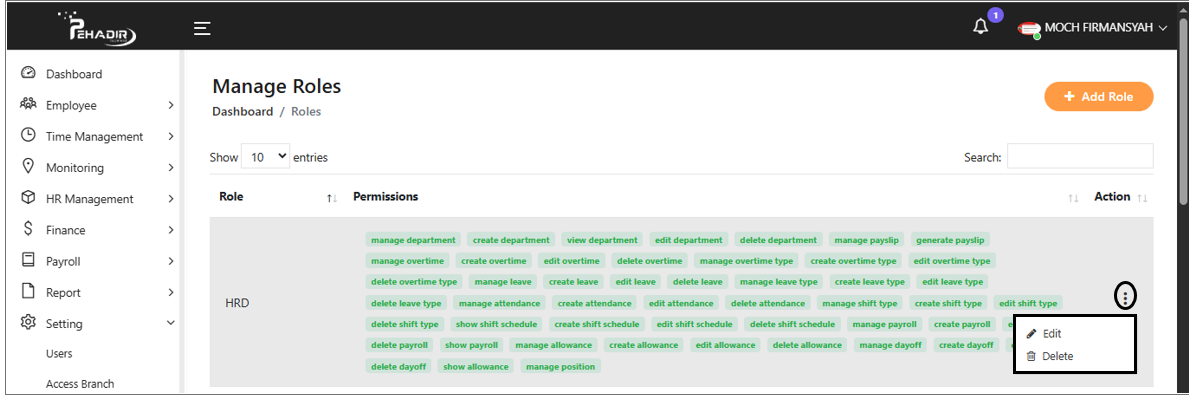 PEHADIR
1
MOCH FIRMANSYAH
Dashboard
Employee
Time Management
Monitoring
HR Management
Finance
Payroll
Report
Setting
Users
Access Branch
Manage Roles
Dashboard / Roles
+ Add Role
Show 10 entries
Search:
Role Permissions Action
HRD
manage department create department view department edit department delete department manage payslip generate payslip
manage overtime create overtime edit overtime delete overtime manage overtime type create overtime type edit overtime type
delete overtime type manage leave create leave edit leave delete leave manage leave type create leave type edit leave type
delete leave type manage attendance create attendance edit attendance delete attendance manage shift type create shift type edit shift type
delete shift type show shift schedule create shift schedule edit shift schedule delete shift schedule manage payroll create payroll
delete payroll show payroll manage allowance create allowance edit allowance delete allowance manage dayoff create dayoff
delete dayoff show allowance manage position
Edit
Delete